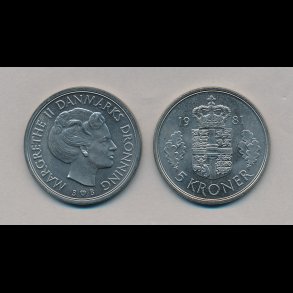 MARGRETHE II DANMARKS DRONNING
B B
19 81
5 KRONER